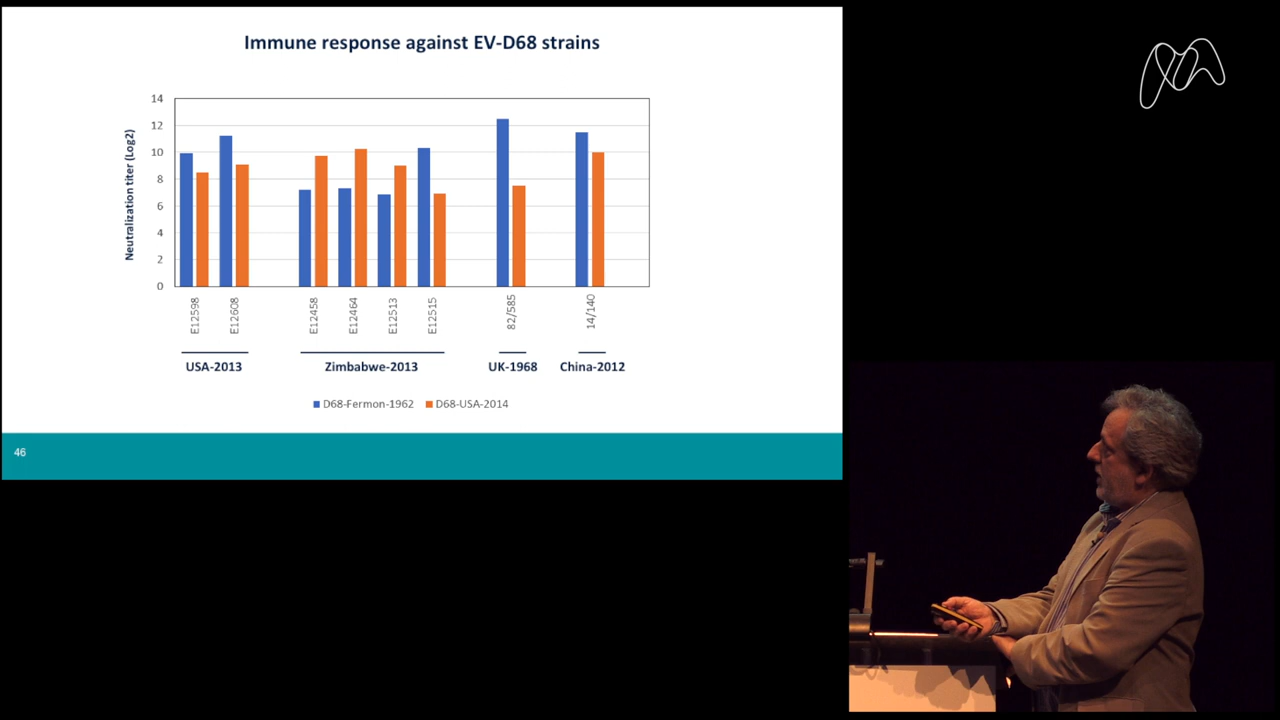 Immune response against EV-D68 strains
Neutralization titer (Log2)
14
12
10
8
6
4
2
0
E12598
E12608
E12458
E12464
E12513
E12515
82/585
14/140
USA-2013
Zimbabwe-2013
UK-1968
China-2012
D68-Fermon-1962
D68-USA-2014
46